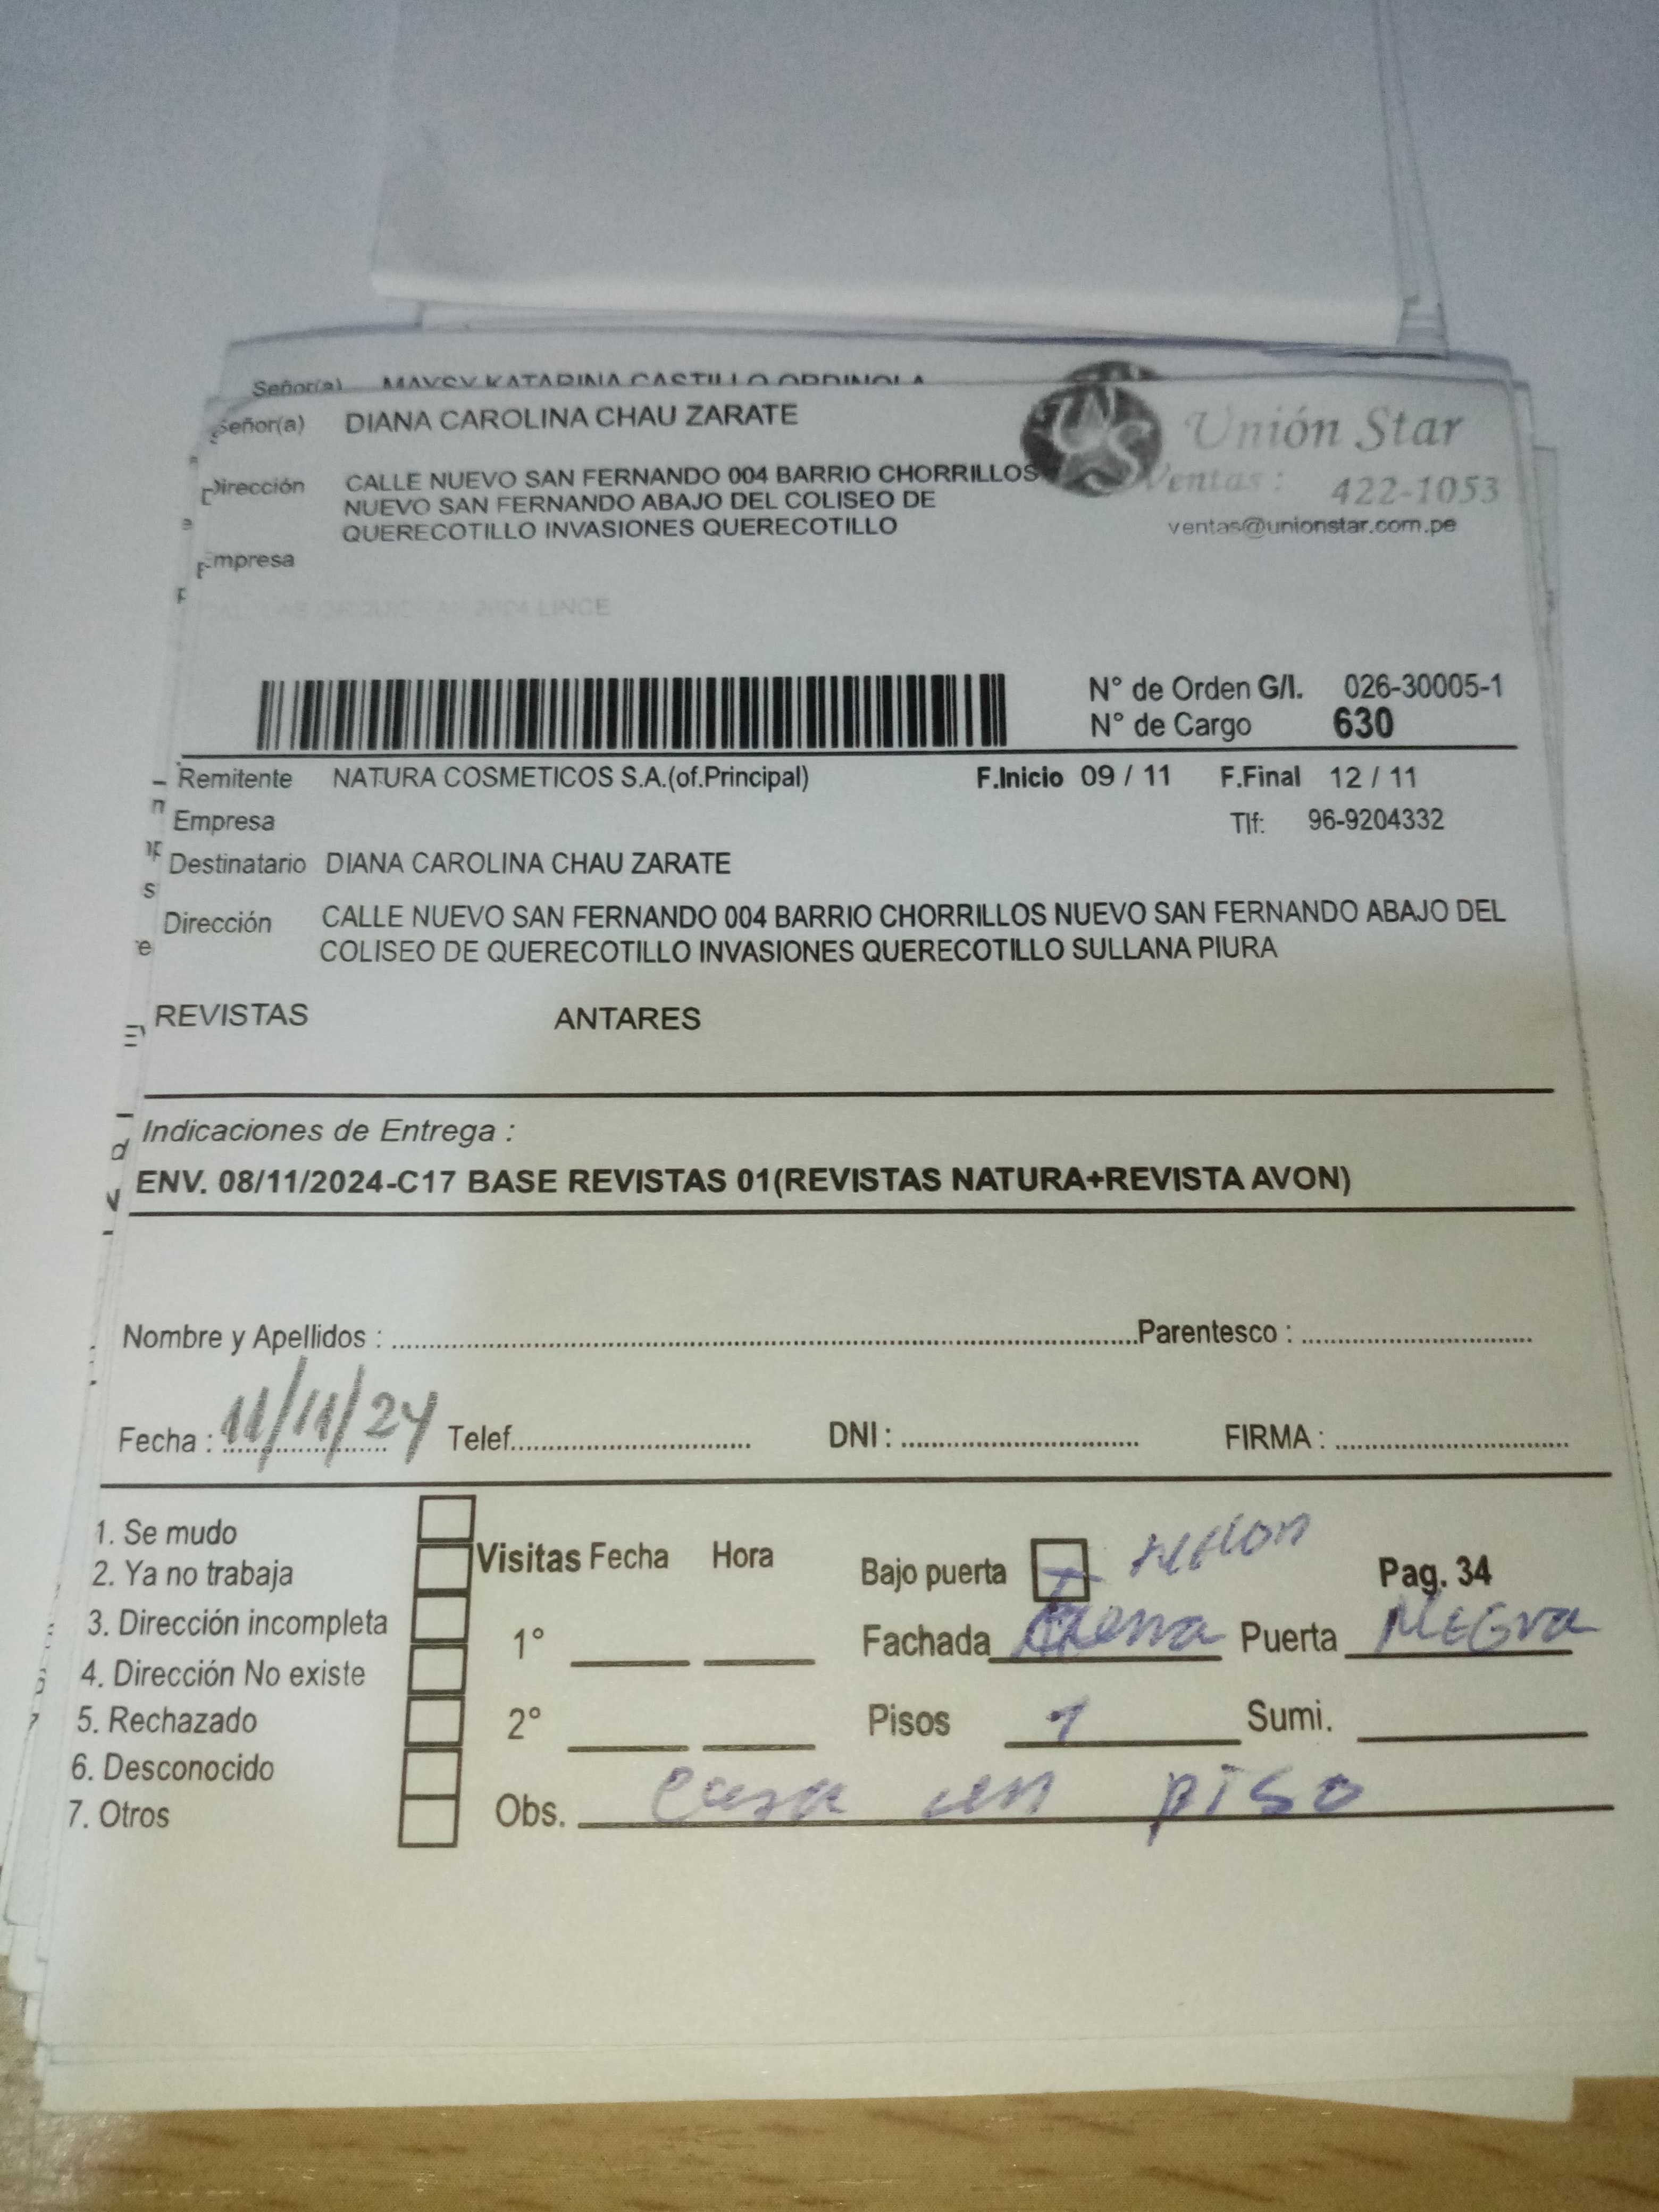 Señor(a) MAYSY KATARINA CASTILLO ORDINOLA
Señor(a) DIANA CAROLINA CHAU ZARATE
Unión Star
Dirección CALLE NUEVO SAN FERNANDO 004 BARRIO CHORRILLOS
NUEVO SAN FERNANDO ABAJO DEL COLISEO DE
QUERECOTILLO INVASIONES QUERECOTILLO
Ventas : 422-1053
ventas@unionstar.com.pe
Empresa
LINCE
N° de Orden G/I. 026-30005-1
N° de Cargo 630
Remitente NATURA COSMETICOS S.A.(of.Principal) F.Inicio 09 / 11 F.Final 12 / 11
Empresa Tlf: 96-9204332
Destinatario DIANA CAROLINA CHAU ZARATE
Dirección CALLE NUEVO SAN FERNANDO 004 BARRIO CHORRILLOS NUEVO SAN FERNANDO ABAJO DEL
COLISEO DE QUERECOTILLO INVASIONES QUERECOTILLO SULLANA PIURA
REVISTAS ANTARES
Indicaciones de Entrega :
ENV. 08/11/2024-C17 BASE REVISTAS 01(REVISTAS NATURA+REVISTA AVON)
Nombre y Apellidos : Parentesco :
Fecha : 11/11/24 Telef. DNI : FIRMA :
1. Se mudo
2. Ya no trabaja
3. Dirección incompleta
4. Dirección No existe
5. Rechazado
6. Desconocido
7. Otros
Visitas Fecha Hora
1°
2°
Bajo puerta Pag. 34
Fachada Puerta NEGra
Pisos 1 Sumi.
Obs. casa un piso